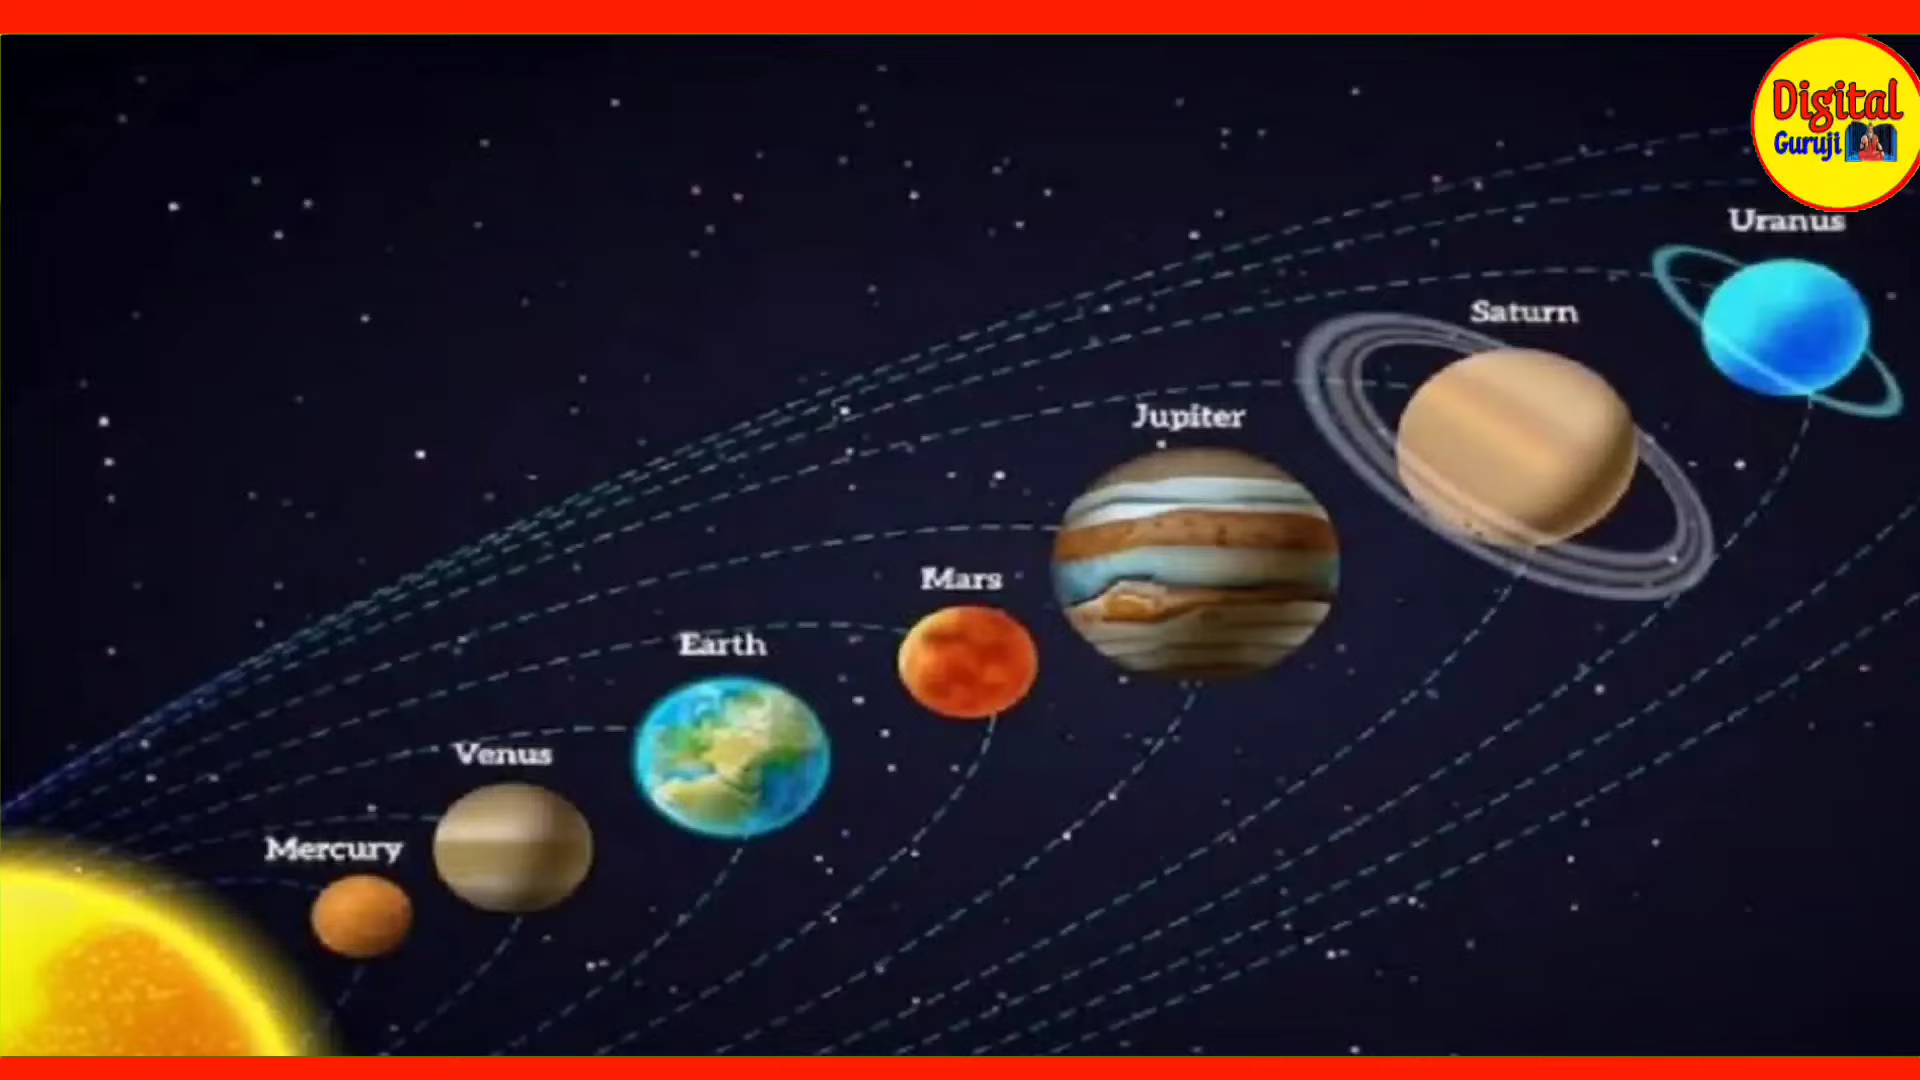 Digital
Guruji
Uranus
Saturn
Jupiter
Mars
Earth
Venus
Mercury